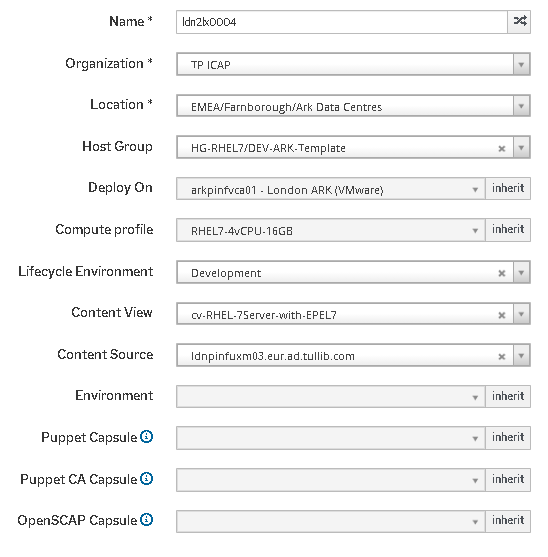 Name * ldn2lx0004
Organization * TP ICAP
Location * EMEA/Farnborough/Ark Data Centres
Host Group HG-RHEL7/DEV-ARK-Template
Deploy On arkpinfvca01 - London ARK (VMware) inherit
Compute profile RHEL7-4vCPU-16GB inherit
Lifecycle Environment Development
Content View cv-RHEL-7Server-with-EPEL7
Content Source ldnpinfuxm03.eur.ad.tullib.com
Environment inherit
Puppet Capsule inherit
Puppet CA Capsule inherit
OpenSCAP Capsule inherit